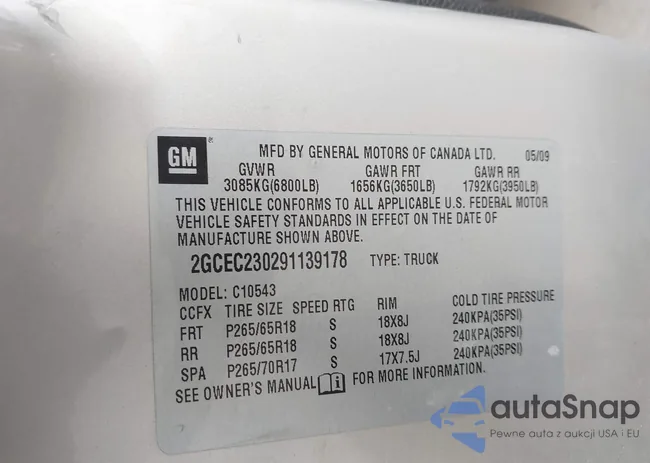 GM ®
MFD BY GENERAL MOTORS OF CANADA LTD. 05/09
GVWR GAWR FRT GAWR RR
3085KG(6800LB) 1656KG(3650LB) 1792KG(3950LB)
THIS VEHICLE CONFORMS TO ALL APPLICABLE U.S. FEDERAL MOTOR
VEHICLE SAFETY STANDARDS IN EFFECT ON THE DATE OF
MANUFACTURE SHOWN ABOVE.
2GCEC230291139178 TYPE: TRUCK
MODEL: C10543
CCFX TIRE SIZE SPEED RTG RIM COLD TIRE PRESSURE
FRT P265/65R18 S 18X8J 240KPA(35PSI)
RR P265/65R18 S 18X8J 240KPA(35PSI)
SPA P265/70R17 S 17X7.5J 240KPA(35PSI)
SEE OWNER'S MANUAL i FOR MORE INFORMATION.
autaSnap
Pewne auta z aukcji USA i EU